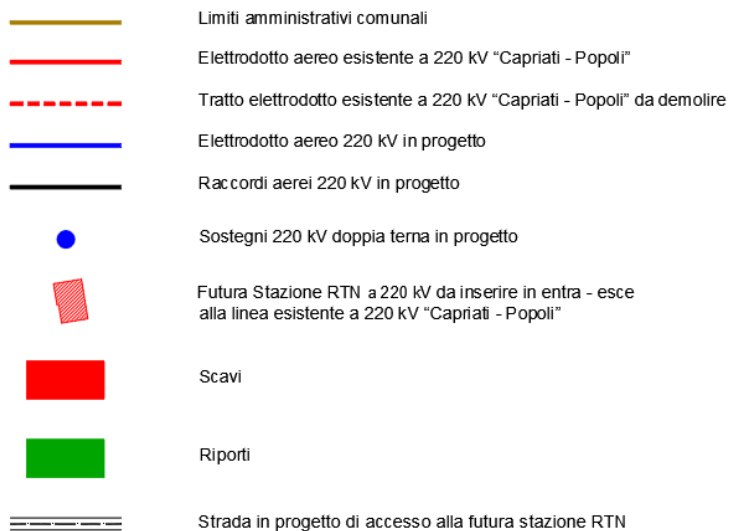 Limiti amministrativi comunali
Elettrodotto aereo esistente a 220 kV “Capriati - Popoli”
Tratto elettrodotto esistente a 220 kV “Capriati - Popoli” da demolire
Elettrodotto aereo 220 kV in progetto
Raccordi aerei 220 kV in progetto
Sostegni 220 kV doppia terna in progetto
Futura Stazione RTN a 220 kV da inserire in entra - esce
alla linea esistente a 220 kV “Capriati - Popoli”
Scavi
Riporti
Strada in progetto di accesso alla futura stazione RTN